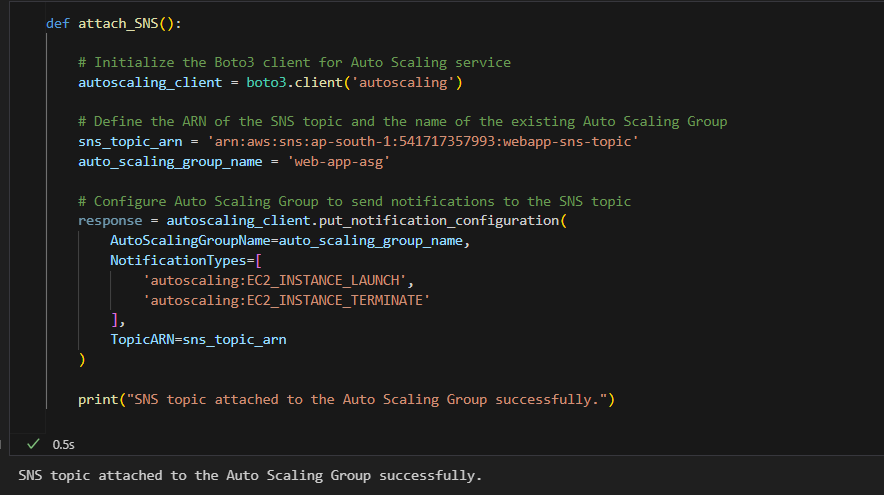 def attach_SNS():
# Initialize the Boto3 client for Auto Scaling service
autoscaling_client = boto3.client('autoscaling')
# Define the ARN of the SNS topic and the name of the existing Auto Scaling Group
sns_topic_arn = 'arn:aws:sns:ap-south-1:541717357993:webapp-sns-topic'
auto_scaling_group_name = 'web-app-asg'
# Configure Auto Scaling Group to send notifications to the SNS topic
response = autoscaling_client.put_notification_configuration(
AutoScalingGroupName=auto_scaling_group_name,
NotificationTypes=[
'autoscaling:EC2_INSTANCE_LAUNCH',
'autoscaling:EC2_INSTANCE_TERMINATE'
],
TopicARN=sns_topic_arn
)
print("SNS topic attached to the Auto Scaling Group successfully.")
0.5s
SNS topic attached to the Auto Scaling Group successfully.